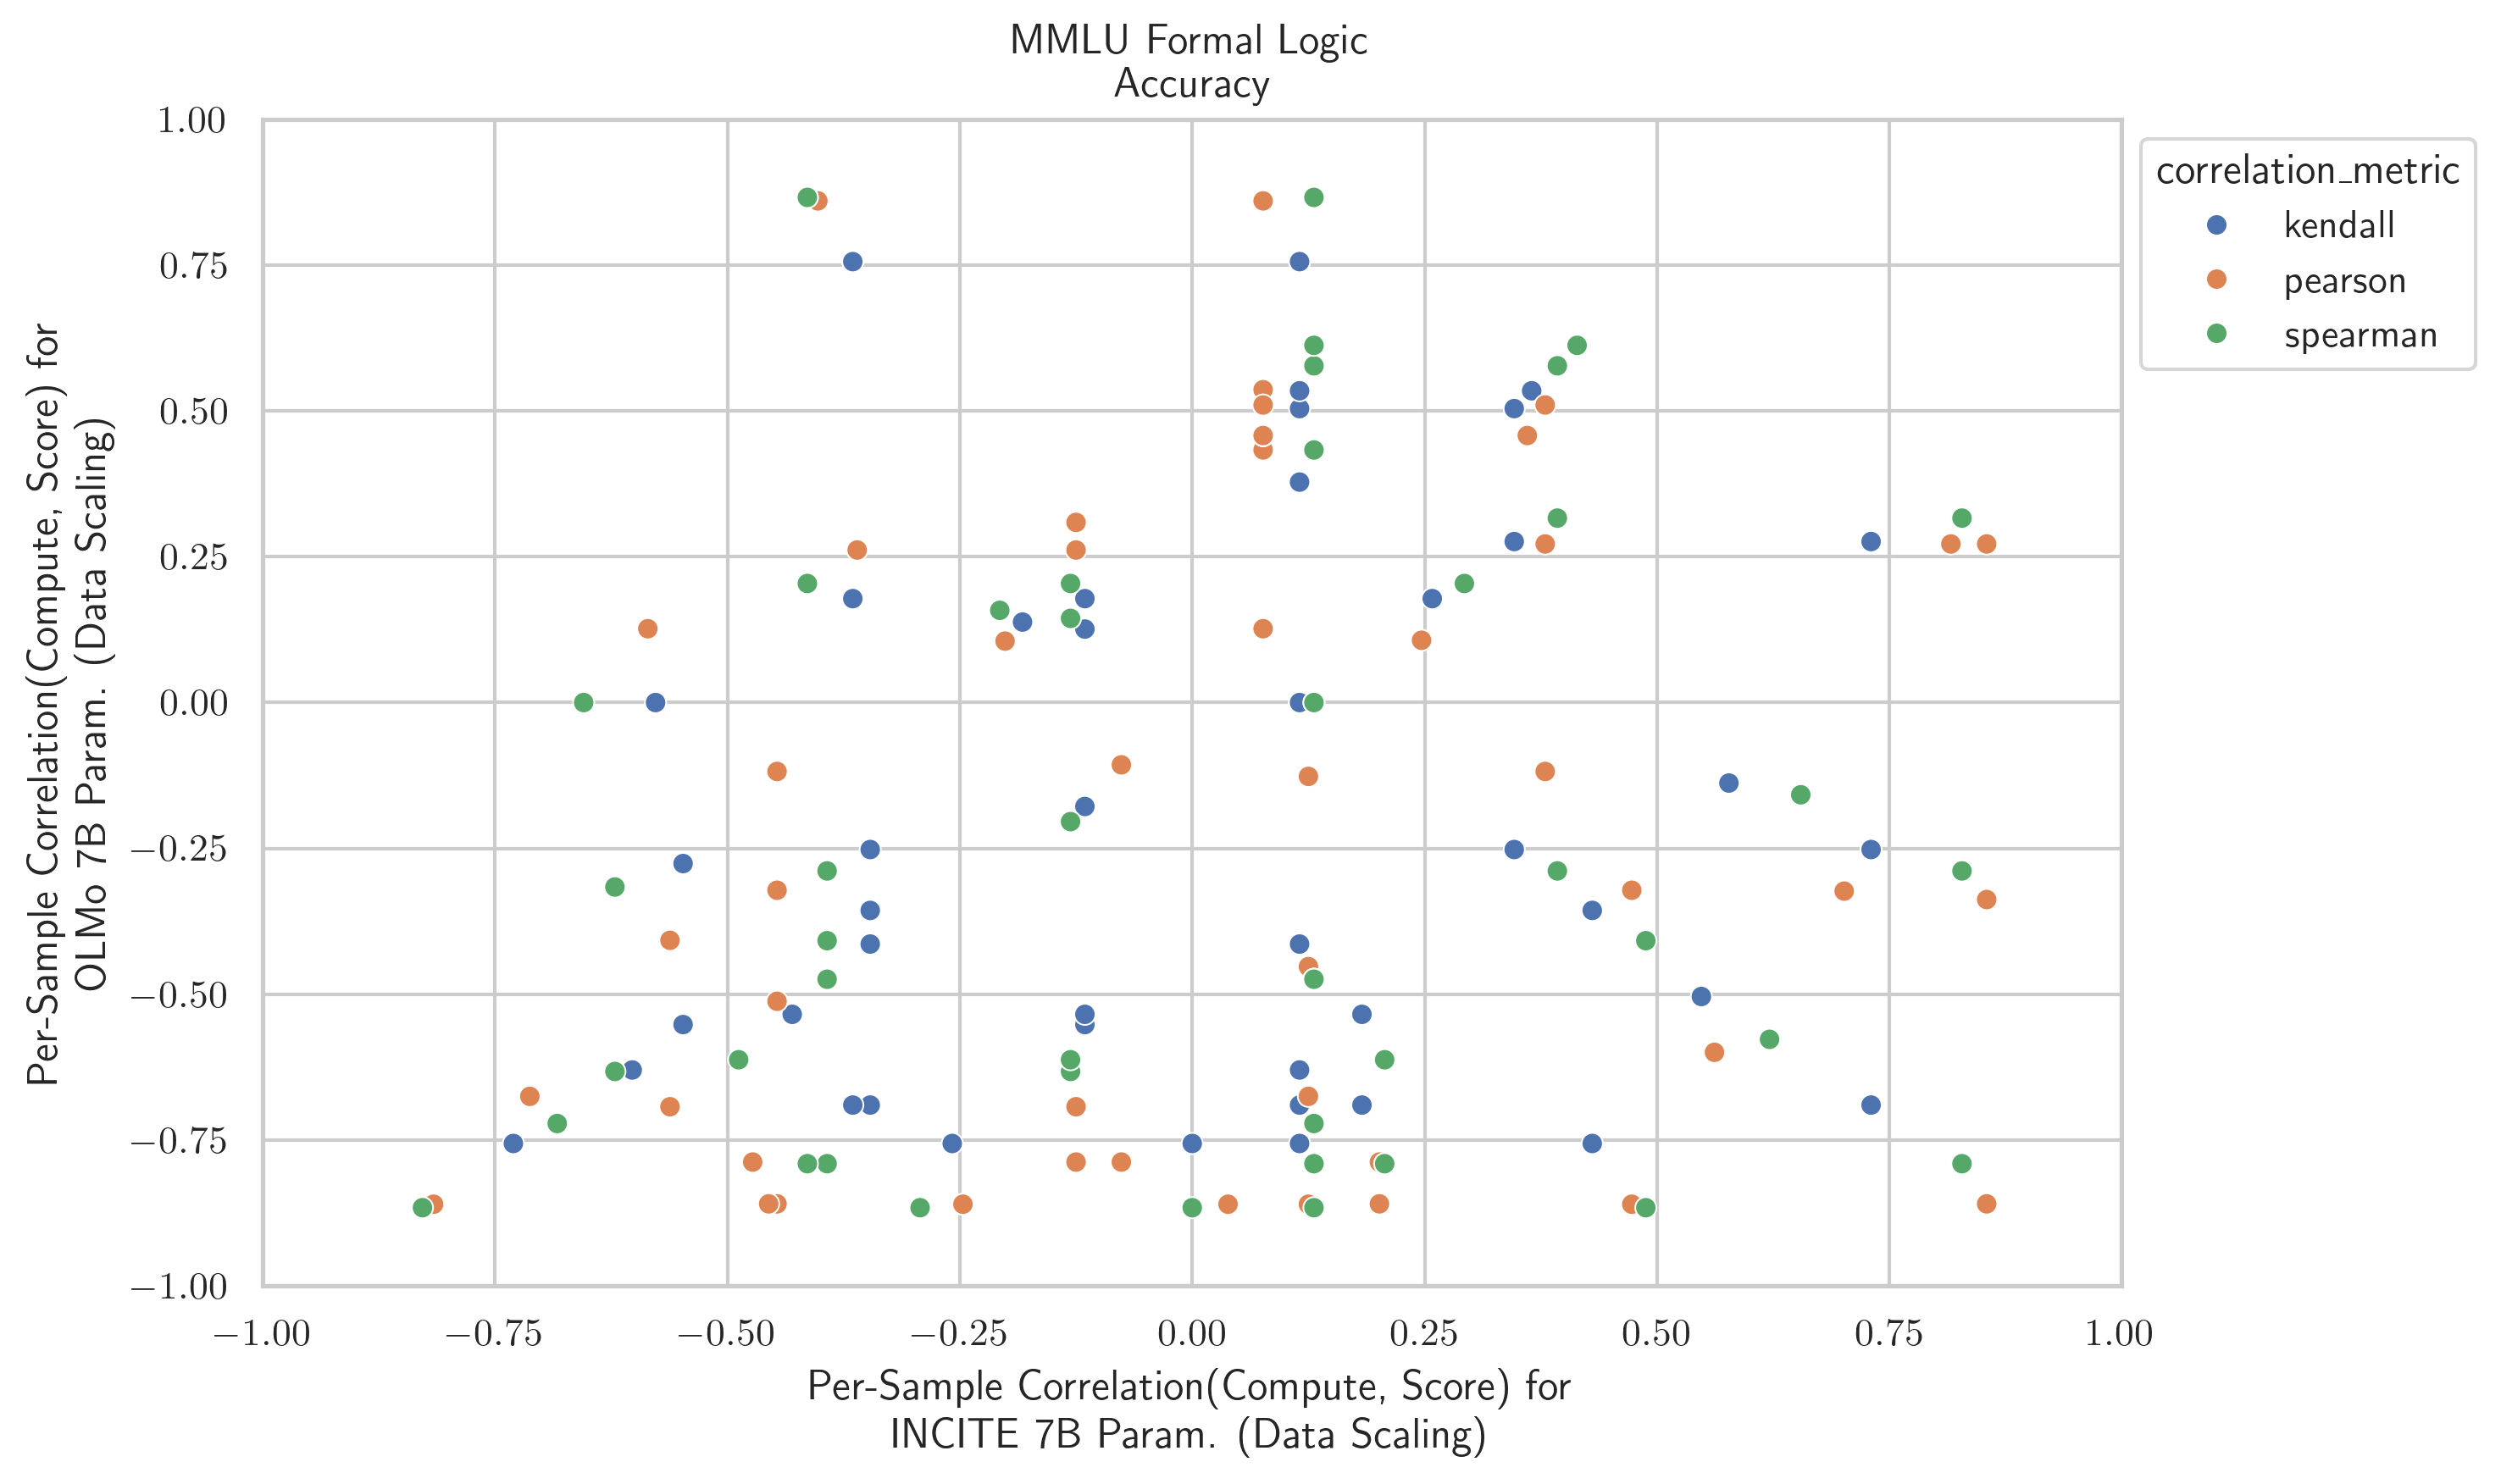 MMLU Formal Logic
Accuracy
1.00
0.75
0.50
0.25
0.00
−0.25
−0.50
−0.75
−1.00
Per-Sample Correlation(Compute, Score) for
OLMo 7B Param. (Data Scaling)
correlation_metric
kendall
pearson
spearman
−1.00 −0.75 −0.50 −0.25 0.00 0.25 0.50 0.75 1.00
Per-Sample Correlation(Compute, Score) for
INCITE 7B Param. (Data Scaling)